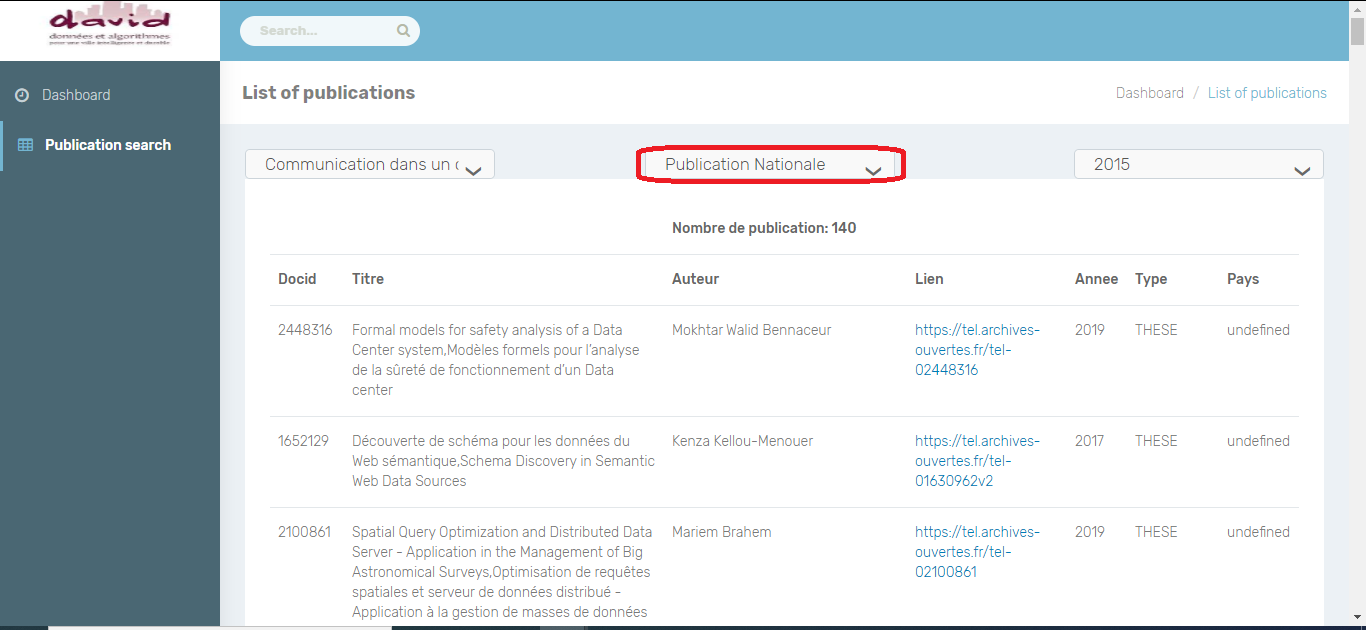 david
données et algorithmes
pour une ville intelligente et durable
Search...
Dashboard
Publication search
List of publications
Dashboard / List of publications
Communication dans un c
Publication Nationale
2015
Nombre de publication: 140
Docid Titre Auteur Lien Annee Type Pays
2448316 Formal models for safety analysis of a Data Mokhtar Walid Bennaceur https://tel.archives- 2019 THESE undefined
Center system,Modèles formels pour l'analyse ouvertes.fr/tel-
de la sûreté de fonctionnement d'un Data 02448316
center
1652129 Découverte de schéma pour les données du Kenza Kellou-Menouer https://tel.archives- 2017 THESE undefined
Web sémantique,Schema Discovery in Semantic ouvertes.fr/tel-
Web Data Sources 01630962v2
2100861 Spatial Query Optimization and Distributed Data Mariem Brahem https://tel.archives- 2019 THESE undefined
Server - Application in the Management of Big ouvertes.fr/tel-
Astronomical Surveys,Optimisation de requêtes 02100861
spatiales et serveur de données distribué -
Application à la gestion de masses de données